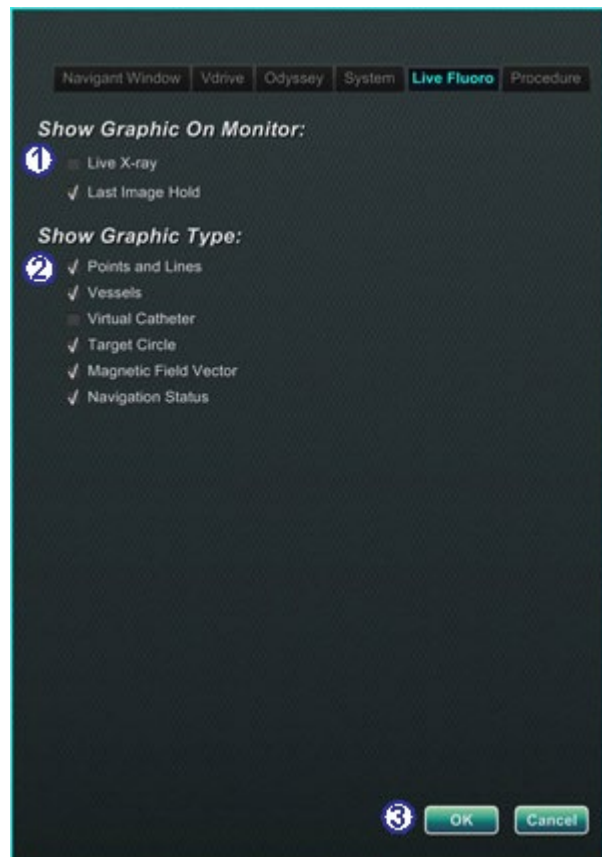 Navigant Window Vdrive Odyssey System Live Fluoro Procedure
Show Graphic On Monitor:
1 Live X-ray
Last Image Hold
Show Graphic Type:
2 Points and Lines
Vessels
Virtual Catheter
Target Circle
Magnetic Field Vector
Navigation Status
3 OK Cancel